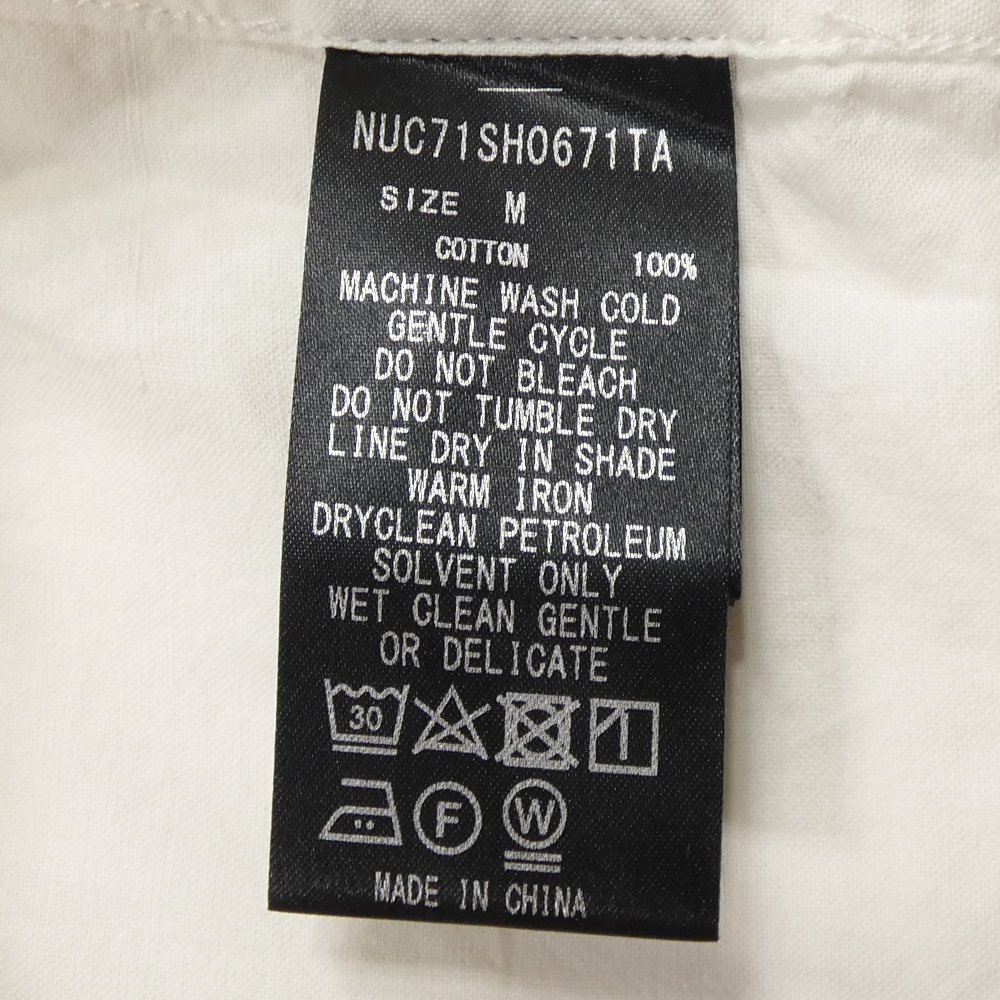 NUC71SH0671TA
SIZE M
COTTON 100%
MACHINE WASH COLD
GENTLE CYCLE
DO NOT BLEACH
DO NOT TUMBLE DRY
LINE DRY IN SHADE
WARM IRON
DRYCLEAN PETROLEUM
SOLVENT ONLY
WET CLEAN GENTLE
OR DELICATE
30
F W
MADE IN CHINA